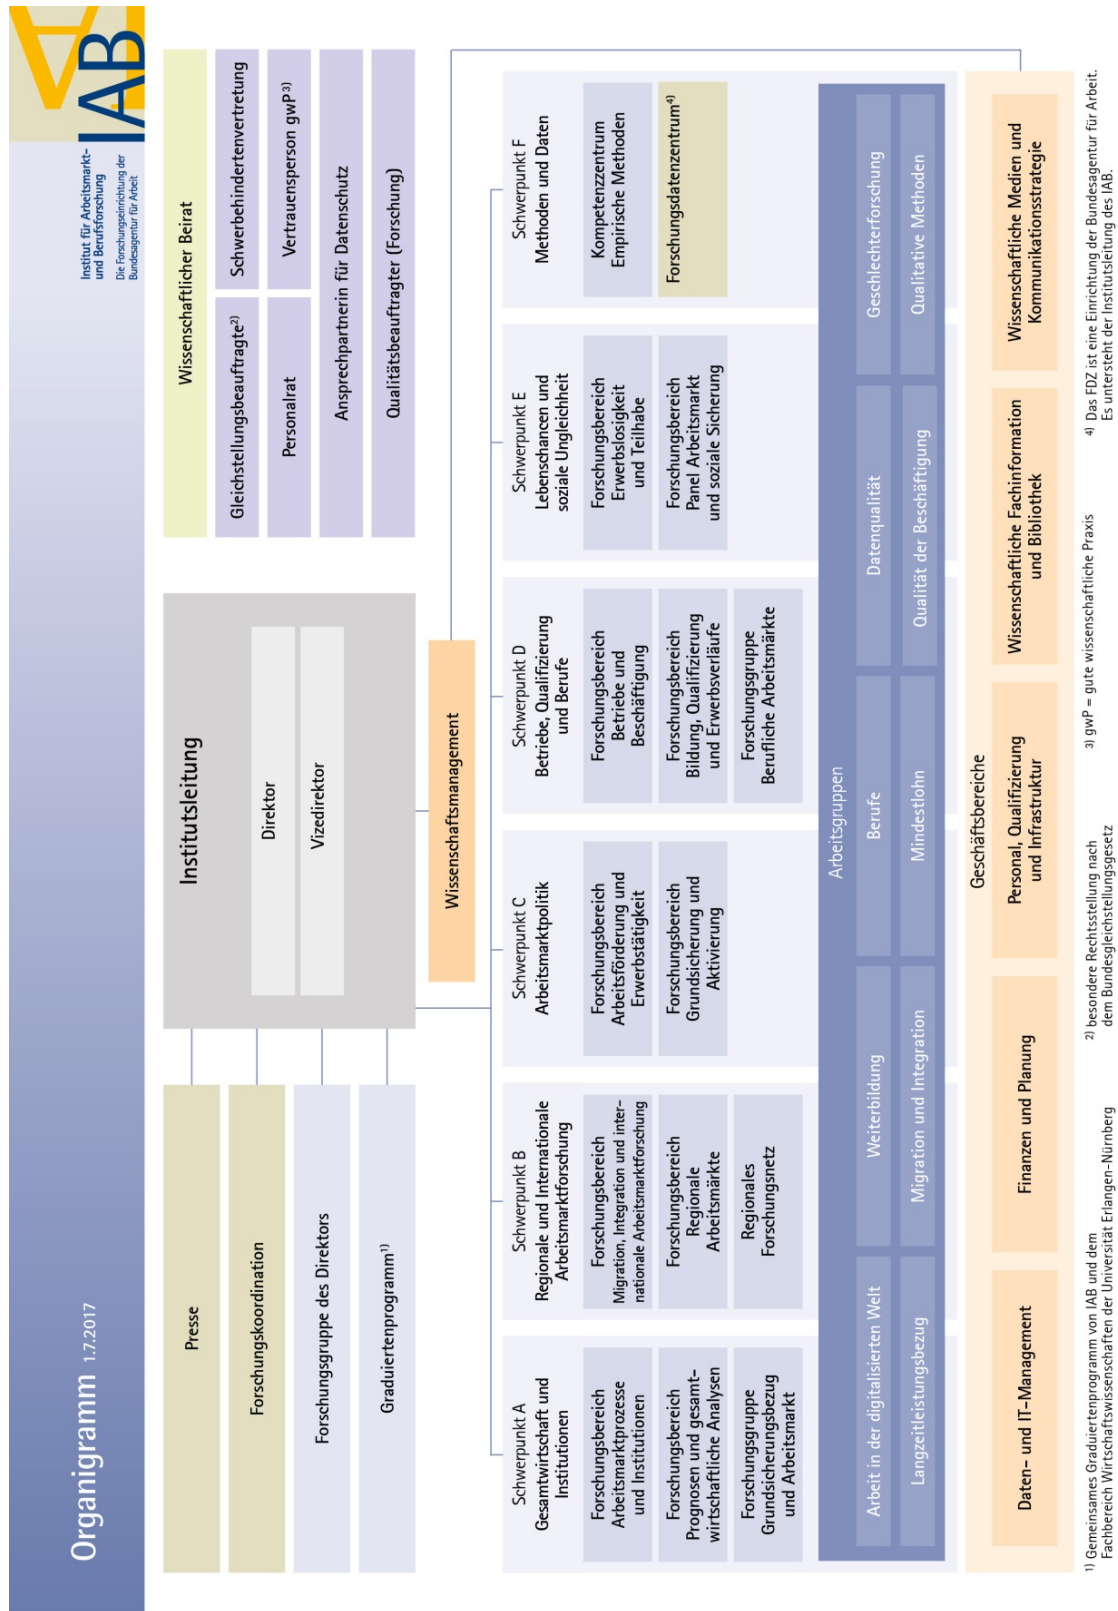 Organigramm 1.7.2017
Institut für Arbeitsmarkt-
und Berufsforschung
Die Forschungseinrichtung der
Bundesagentur für Arbeit
IAB
Presse
Forschungskoordination
Forschungsgruppe des Direktors
Graduiertenprogramm1)
Institutsleitung
Direktor
Vizedirektor
Wissenschaftlicher Beirat
Gleichstellungsbeauftragte2)
Schwerbehindertenvertretung
Personalrat
Vertrauensperson gwP3)
Ansprechpartnerin für Datenschutz
Qualitätsbeauftragter (Forschung)
Wissenschaftsmanagement
Schwerpunkt A
Gesamtwirtschaft und
Institutionen
Forschungsbereich
Arbeitsmarktprozesse
und Institutionen
Forschungsbereich
Prognosen und gesamt-
wirtschaftliche Analysen
Forschungsgruppe
Grundsicherungsbezug
und Arbeitsmarkt
Schwerpunkt B
Regionale und Internationale
Arbeitsmarktforschung
Forschungsbereich
Migration, Integration und inter-
nationale Arbeitsmarktforschung
Forschungsbereich
Regionale
Arbeitsmärkte
Regionales
Forschungsnetz
Schwerpunkt C
Arbeitsmarktpolitik
Forschungsbereich
Arbeitsförderung und
Erwerbstätigkeit
Forschungsbereich
Grundsicherung und
Aktivierung
Schwerpunkt D
Betriebe, Qualifizierung
und Berufe
Forschungsbereich
Betriebe und
Beschäftigung
Forschungsbereich
Bildung, Qualifizierung
und Erwerbsverläufe
Forschungsgruppe
Berufliche Arbeitsmärkte
Schwerpunkt E
Lebenschancen und
soziale Ungleichheit
Forschungsbereich
Erwerbslosigkeit
und Teilhabe
Forschungsbereich
Panel Arbeitsmarkt
und soziale Sicherung
Schwerpunkt F
Methoden und Daten
Kompetenzzentrum
Empirische Methoden
Forschungsdatenzentrum4)
Arbeitsgruppen
Arbeit in der digitalisierten Welt
Weiterbildung
Berufe
Datenqualität
Geschlechterforschung
Langzeitleistungsbezug
Migration und Integration
Mindestlohn
Qualität der Beschäftigung
Qualitative Methoden
Geschäftsbereiche
Daten- und IT-Management
Finanzen und Planung
Personal, Qualifizierung
und Infrastruktur
Wissenschaftliche Fachinformation
und Bibliothek
Wissenschaftliche Medien und
Kommunikationsstrategie
1) Gemeinsames Graduiertenprogramm von IAB und dem
Fachbereich Wirtschaftswissenschaften der Universität Erlangen-Nürnberg
2) besondere Rechtsstellung nach
dem Bundesgleichstellungsgesetz
3) gwP = gute wissenschaftliche Praxis
4) Das FDZ ist eine Einrichtung der Bundesagentur für Arbeit.
Es untersteht der Institutsleitung des IAB.